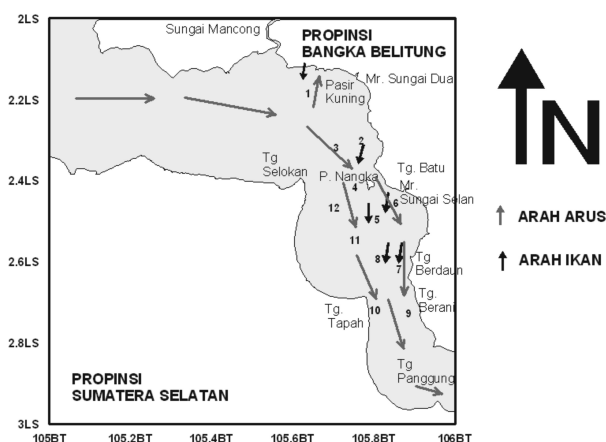 2LS
Sungai Mancong
PROPINSI
BANGKA BELITUNG
Mr. Sungai Dua
1
Pasir
Kuning
2.2LS
N
3
2
Tg
Selokan
P. Nangka
Tg. Batu
2.4LS
4
Mr.
Sungai Selan
12
5
6
ARAH ARUS
11
8
7
Tg
Berdaun
ARAH IKAN
2.6LS
Tg.
Berani
Tg.
Tapah
10
9
2.8LS
Tg
Panggung
PROPINSI
SUMATERA SELATAN
3LS
105BT
105.2BT
105.4BT
105.6BT
105.8BT
106BT